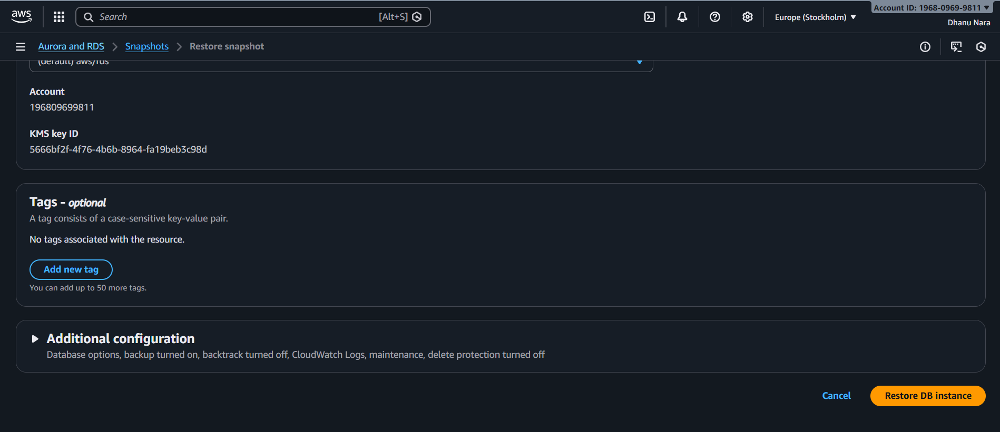 aws
Search
[Alt+S]
Europe (Stockholm)
Account ID: 1968-0969-9811
Dhanu Nara
Aurora and RDS
Snapshots
Restore snapshot
(default) aws/rds
Account
196809699811
KMS key ID
5666bf2f-4f76-4b6b-8964-fa19beb3c98d
Tags - optional
A tag consists of a case-sensitive key-value pair.
No tags associated with the resource.
Add new tag
You can add up to 50 more tags.
Additional configuration
Database options, backup turned on, backtrack turned off, CloudWatch Logs, maintenance, delete protection turned off
Cancel
Restore DB instance